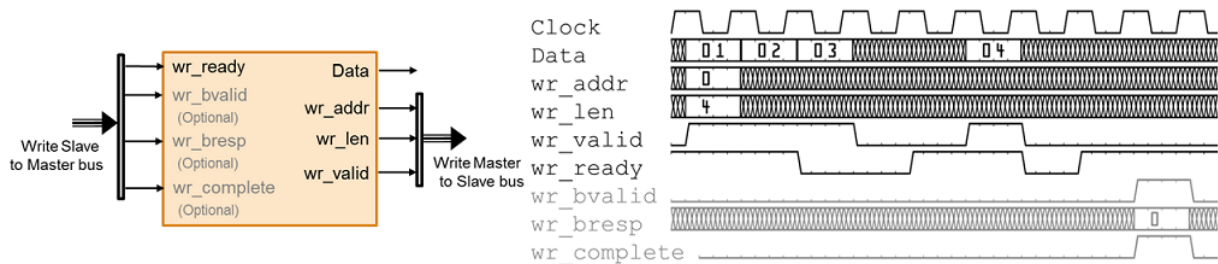 wr_ready
wr_bvalid
(Optional)
wr_bresp
(Optional)
wr_complete
(Optional)
Data
wr_addr
wr_len
wr_valid
Write Slave
to Master bus
Write Master
to Slave bus
Clock
Data 01 02 03 04
wr_addr 0
wr_len 4
wr_valid
wr_ready
wr_bvalid
wr_bresp 0
wr_complete